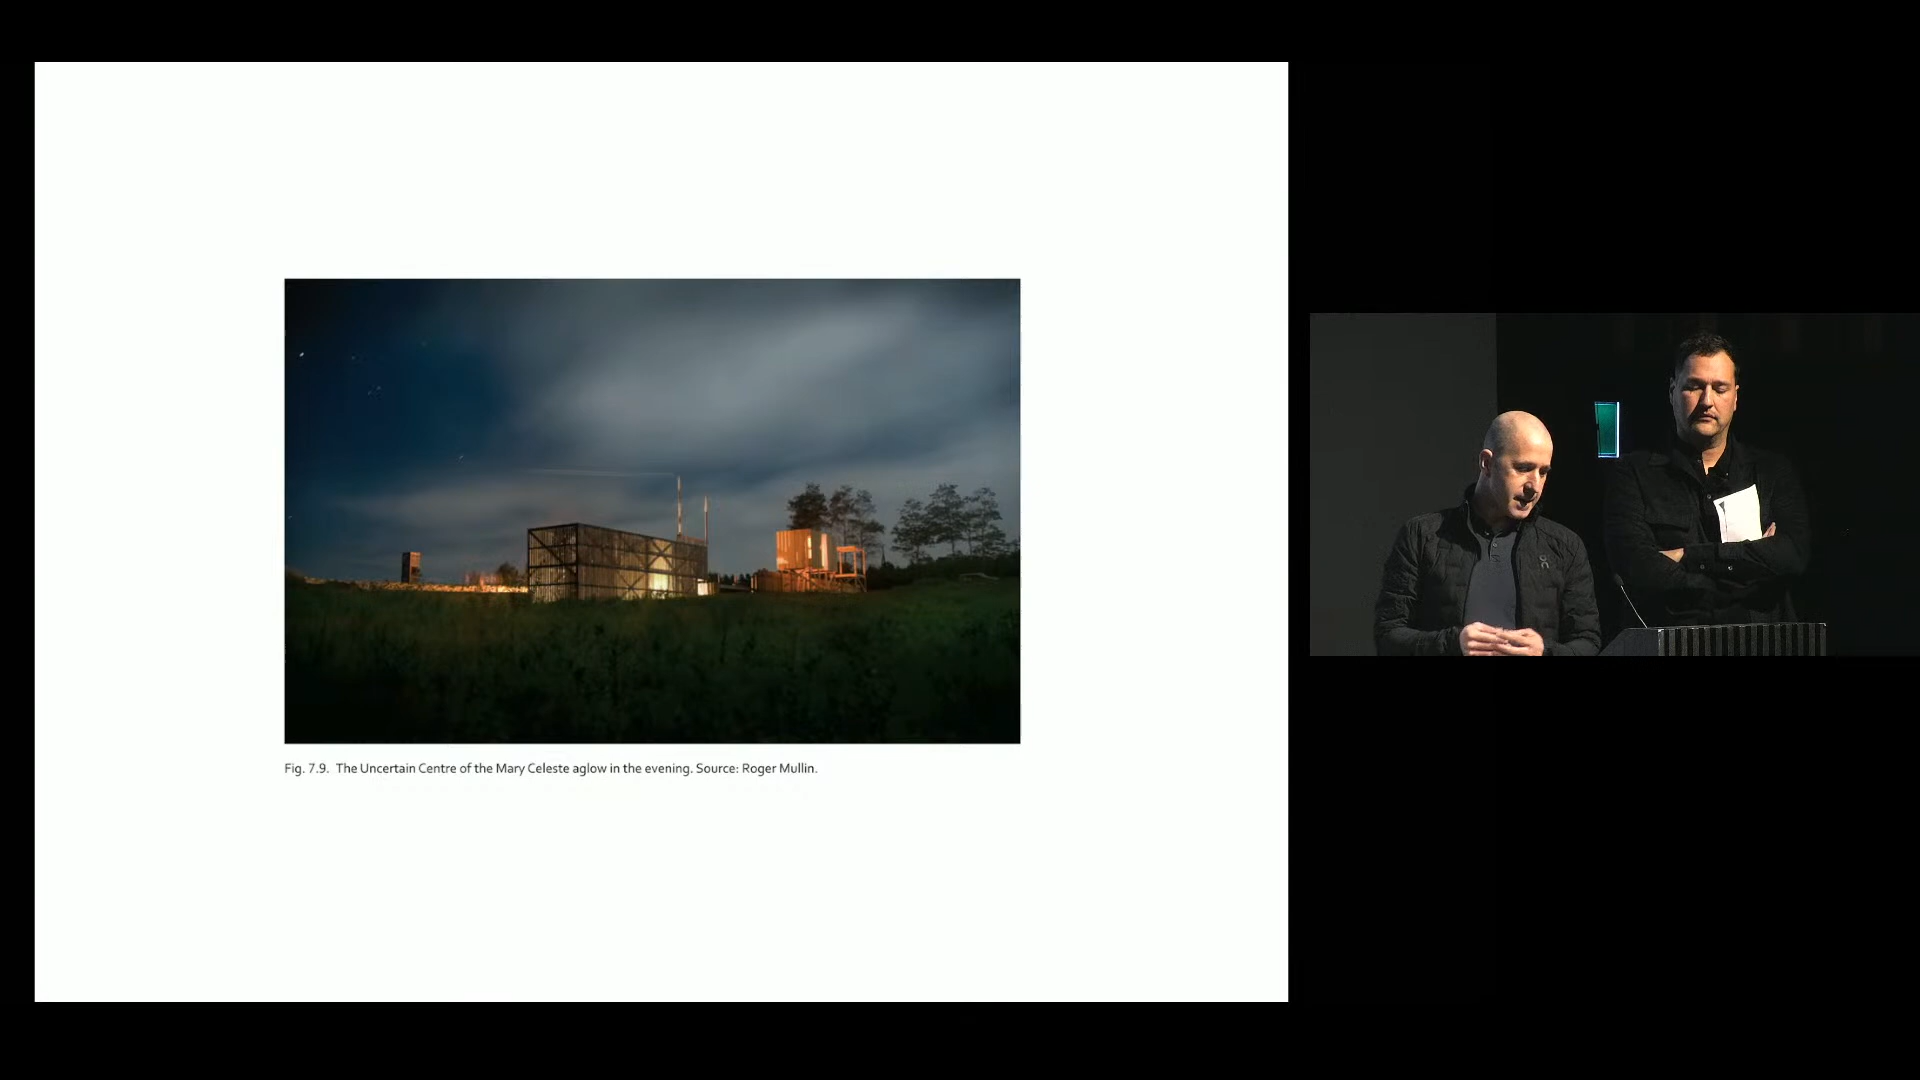 Fig. 7.9. The Uncertain Centre of the Mary Celeste aglow in the evening. Source: Roger Mullin.